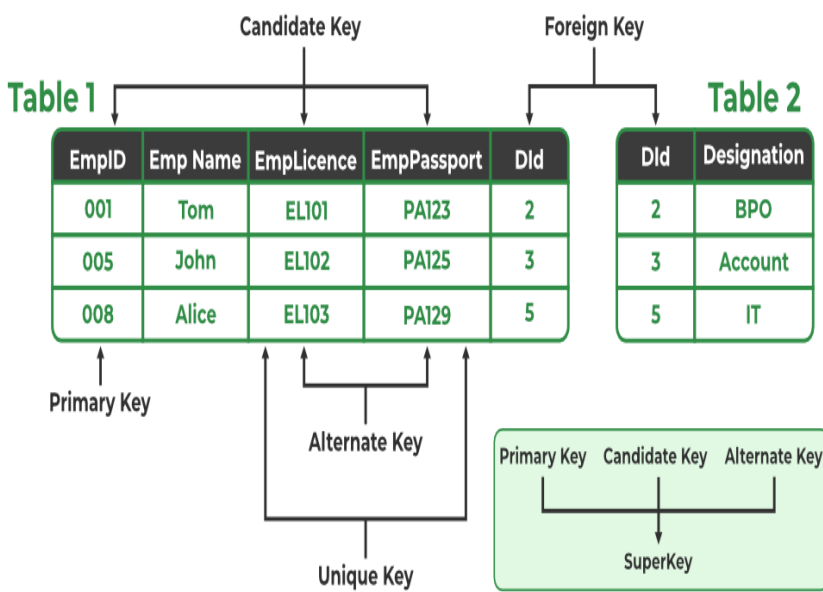 Candidate Key Foreign Key
Table 1 Table 2
EmpID Emp Name EmpLicence EmpPassport DId DId Designation
001 Tom EL101 PA123 2 2 BPO
005 John EL102 PA125 3 3 Account
008 Alice EL103 PA129 5 5 IT
Primary Key
Alternate Key
Primary Key Candidate Key Alternate Key
SuperKey
Unique Key